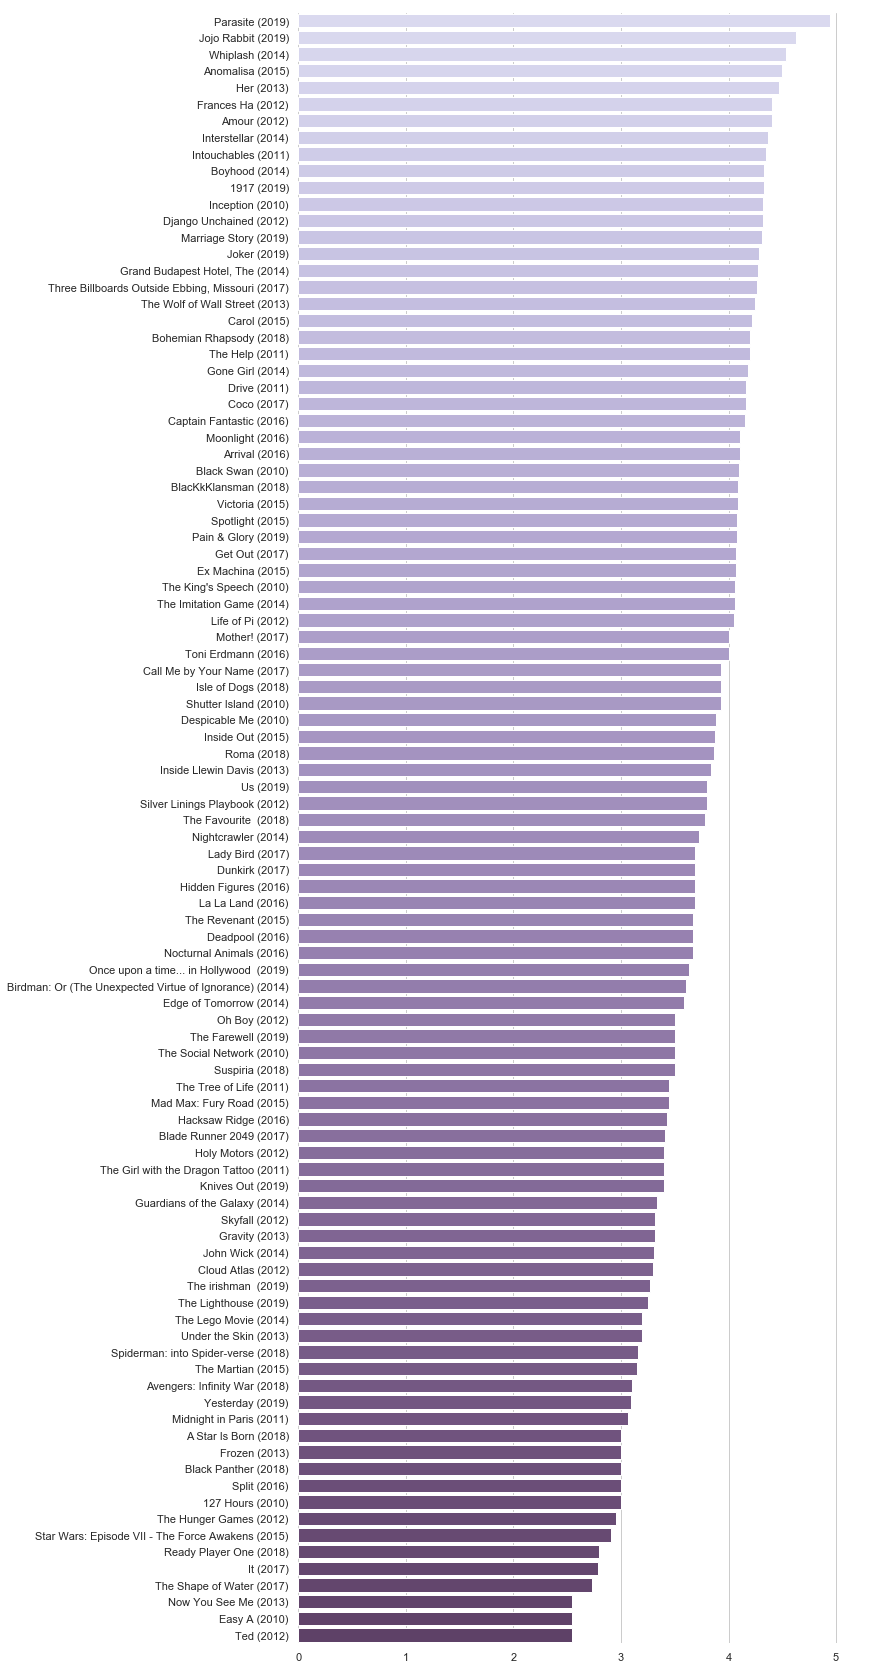 Parasite (2019)
Jojo Rabbit (2019)
Whiplash (2014)
Anomalisa (2015)
Her (2013)
Frances Ha (2012)
Amour (2012)
Interstellar (2014)
Intouchables (2011)
Boyhood (2014)
1917 (2019)
Inception (2010)
Django Unchained (2012)
Marriage Story (2019)
Joker (2019)
Grand Budapest Hotel, The (2014)
Three Billboards Outside Ebbing, Missouri (2017)
The Wolf of Wall Street (2013)
Carol (2015)
Bohemian Rhapsody (2018)
The Help (2011)
Gone Girl (2014)
Drive (2011)
Coco (2017)
Captain Fantastic (2016)
Moonlight (2016)
Arrival (2016)
Black Swan (2010)
BlacKkKlansman (2018)
Victoria (2015)
Spotlight (2015)
Pain & Glory (2019)
Get Out (2017)
Ex Machina (2015)
The King's Speech (2010)
The Imitation Game (2014)
Life of Pi (2012)
Mother! (2017)
Toni Erdmann (2016)
Call Me by Your Name (2017)
Isle of Dogs (2018)
Shutter Island (2010)
Despicable Me (2010)
Inside Out (2015)
Roma (2018)
Inside Llewin Davis (2013)
Us (2019)
Silver Linings Playbook (2012)
The Favourite  (2018)
Nightcrawler (2014)
Lady Bird (2017)
Dunkirk (2017)
Hidden Figures (2016)
La La Land (2016)
The Revenant (2015)
Deadpool (2016)
Nocturnal Animals (2016)
Once upon a time... in Hollywood  (2019)
Birdman: Or (The Unexpected Virtue of Ignorance) (2014)
Edge of Tomorrow (2014)
Oh Boy (2012)
The Farewell (2019)
The Social Network (2010)
Suspiria (2018)
The Tree of Life (2011)
Mad Max: Fury Road (2015)
Hacksaw Ridge (2016)
Blade Runner 2049 (2017)
Holy Motors (2012)
The Girl with the Dragon Tattoo (2011)
Knives Out (2019)
Guardians of the Galaxy (2014)
Skyfall (2012)
Gravity (2013)
John Wick (2014)
Cloud Atlas (2012)
The irishman  (2019)
The Lighthouse (2019)
The Lego Movie (2014)
Under the Skin (2013)
Spiderman: into Spider-verse (2018)
The Martian (2015)
Avengers: Infinity War (2018)
Yesterday (2019)
Midnight in Paris (2011)
A Star Is Born (2018)
Frozen (2013)
Black Panther (2018)
Split (2016)
127 Hours (2010)
The Hunger Games (2012)
Star Wars: Episode VII - The Force Awakens (2015)
Ready Player One (2018)
It (2017)
The Shape of Water (2017)
Now You See Me (2013)
Easy A (2010)
Ted (2012)
0 1 2 3 4 5